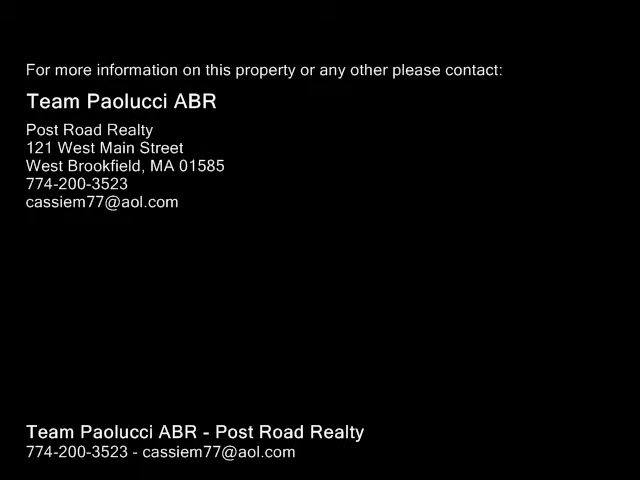 For more information on this property or any other please contact:
Team Paolucci ABR
Post Road Realty
121 West Main Street
West Brookfield, MA 01585
774-200-3523
cassiem77@aol.com
Team Paolucci ABR - Post Road Realty
774-200-3523 - cassiem77@aol.com